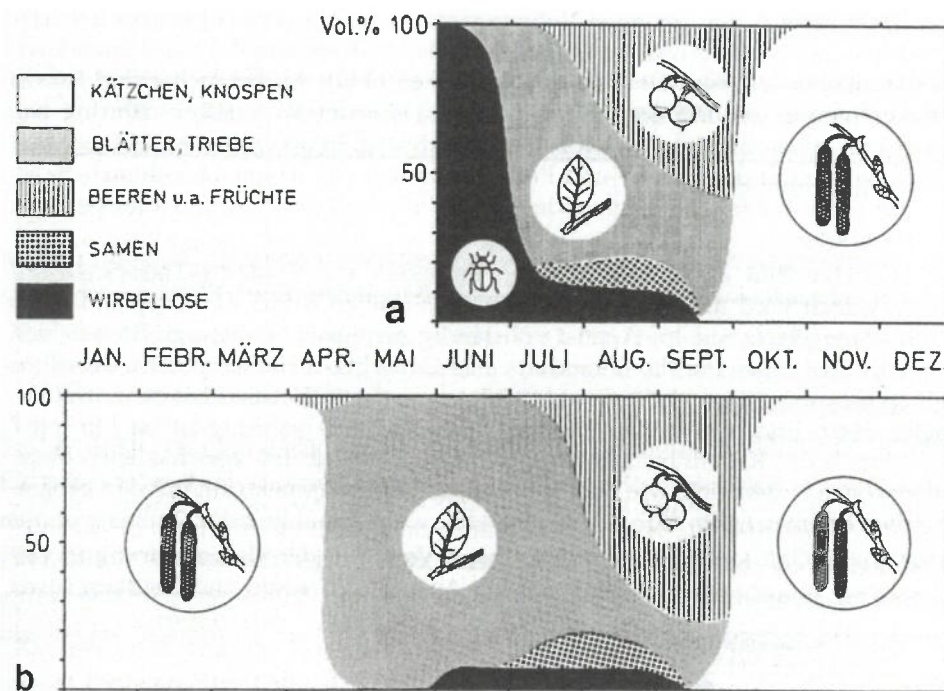 Vol.% 100
KÄTZCHEN, KNOSPEN
BLÄTTER, TRIEBE
BEEREN u.a. FRÜCHTE
SAMEN
WIRBELLOSE
50
a
JAN. FEBR. MÄRZ APR. MAI JUNI JULI AUG. SEPT. OKT. NOV. DEZ.
100
50
b